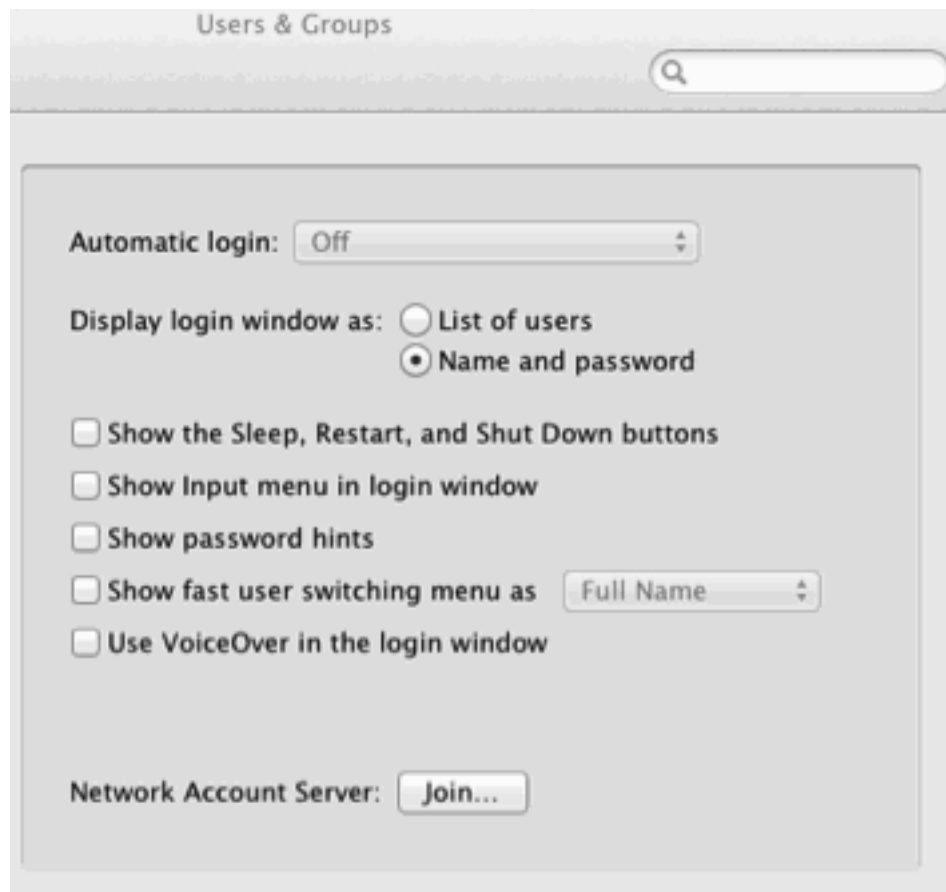 Users & Groups
Automatic login: Off
Display login window as: List of users
Name and password
Show the Sleep, Restart, and Shut Down buttons
Show Input menu in login window
Show password hints
Show fast user switching menu as Full Name
Use VoiceOver in the login window
Network Account Server: Join...